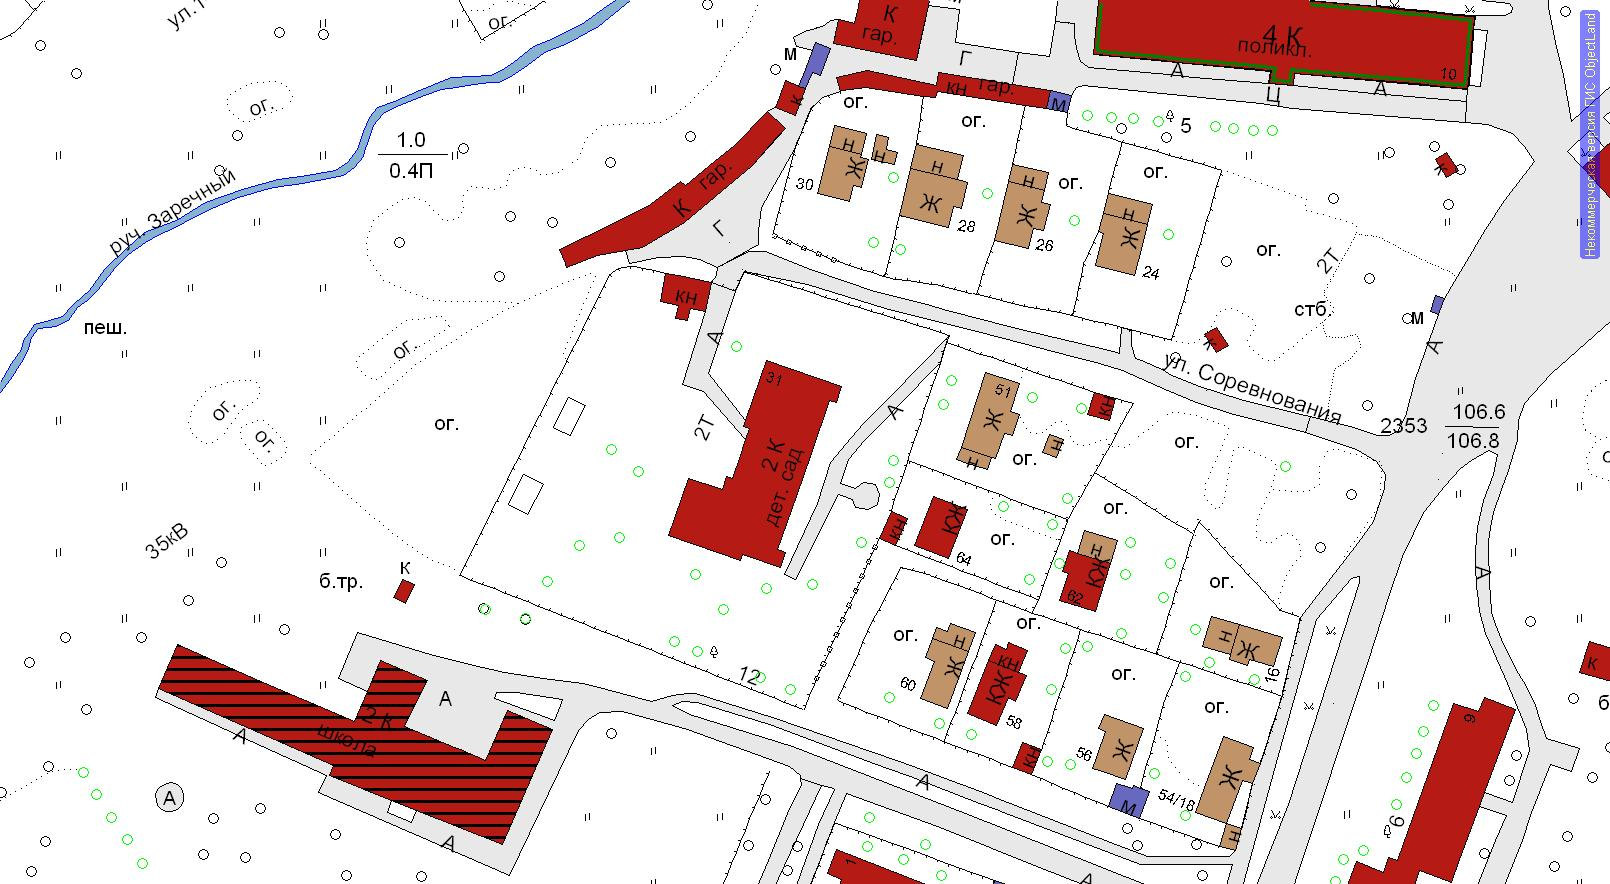 ул.
ог.
К
гар.
4 К
поликл.
10
Некоммерческая версия ГИС ObjectLand
М
Г
А
А
ог.
к
ог.
кн
гар.
М
Ц
ог.
5
1.0
0.4П
Н
Н
Ж
30
Н
Ж
28
Н
Ж
26
ог.
ог.
Н
Ж
24
ж
К
гар.
Г
руч. Заречный
ог.
2Т
стб.
М
А
пеш.
кн
А
ж
ул. Соревнования
ог.
ог.
ог.
ог.
2353
106.6
106.8
31
2 К
дет. сад
2Т
А
51
Ж
Н
кн
Н
ог.
ог.
35кВ
б.тр.
К
кн
КЖ
64
ог.
ог.
Н
КЖ
62
А
ог.
Н
Ж
16
ог.
Н
Ж
60
ог.
кн
КЖ
58
ог.
ог.
12
2 К
школа
А
А
А
А
А
кн
56
Ж
М
54/18
Ж
Н
9
6
К
б
1
А